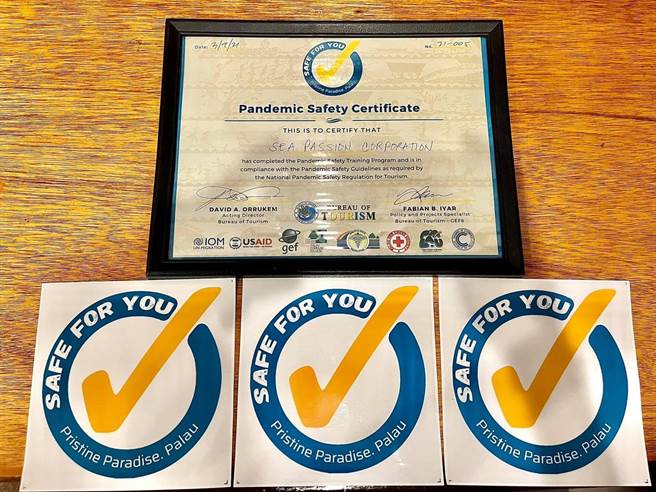 Date: 3/9/21
No. 21-005
SAFE FOR YOU
Pristine Paradise. Palau
Pandemic Safety Certificate
THIS IS TO CERTIFY THAT
SEA PASSION CORPORATION
has completed the Pandemic Safety Training Program and is in
compliance with the Pandemic Safety Guidelines as required by
the National Pandemic Safety Regulation for Tourism.
DAVID A. ORRUKEM
Acting Director
Bureau of Tourism
BUREAU OF
TOURISM
FABIAN B. IYAR
Policy and Projects Specialist
Bureau of Tourism - GEF6
IOM
UN MIGRATION
USAID
gef
SAFE FOR YOU
Pristine Paradise. Palau
SAFE FOR YOU
Pristine Paradise. Palau
SAFE FOR YOU
Pristine Paradise. Palau